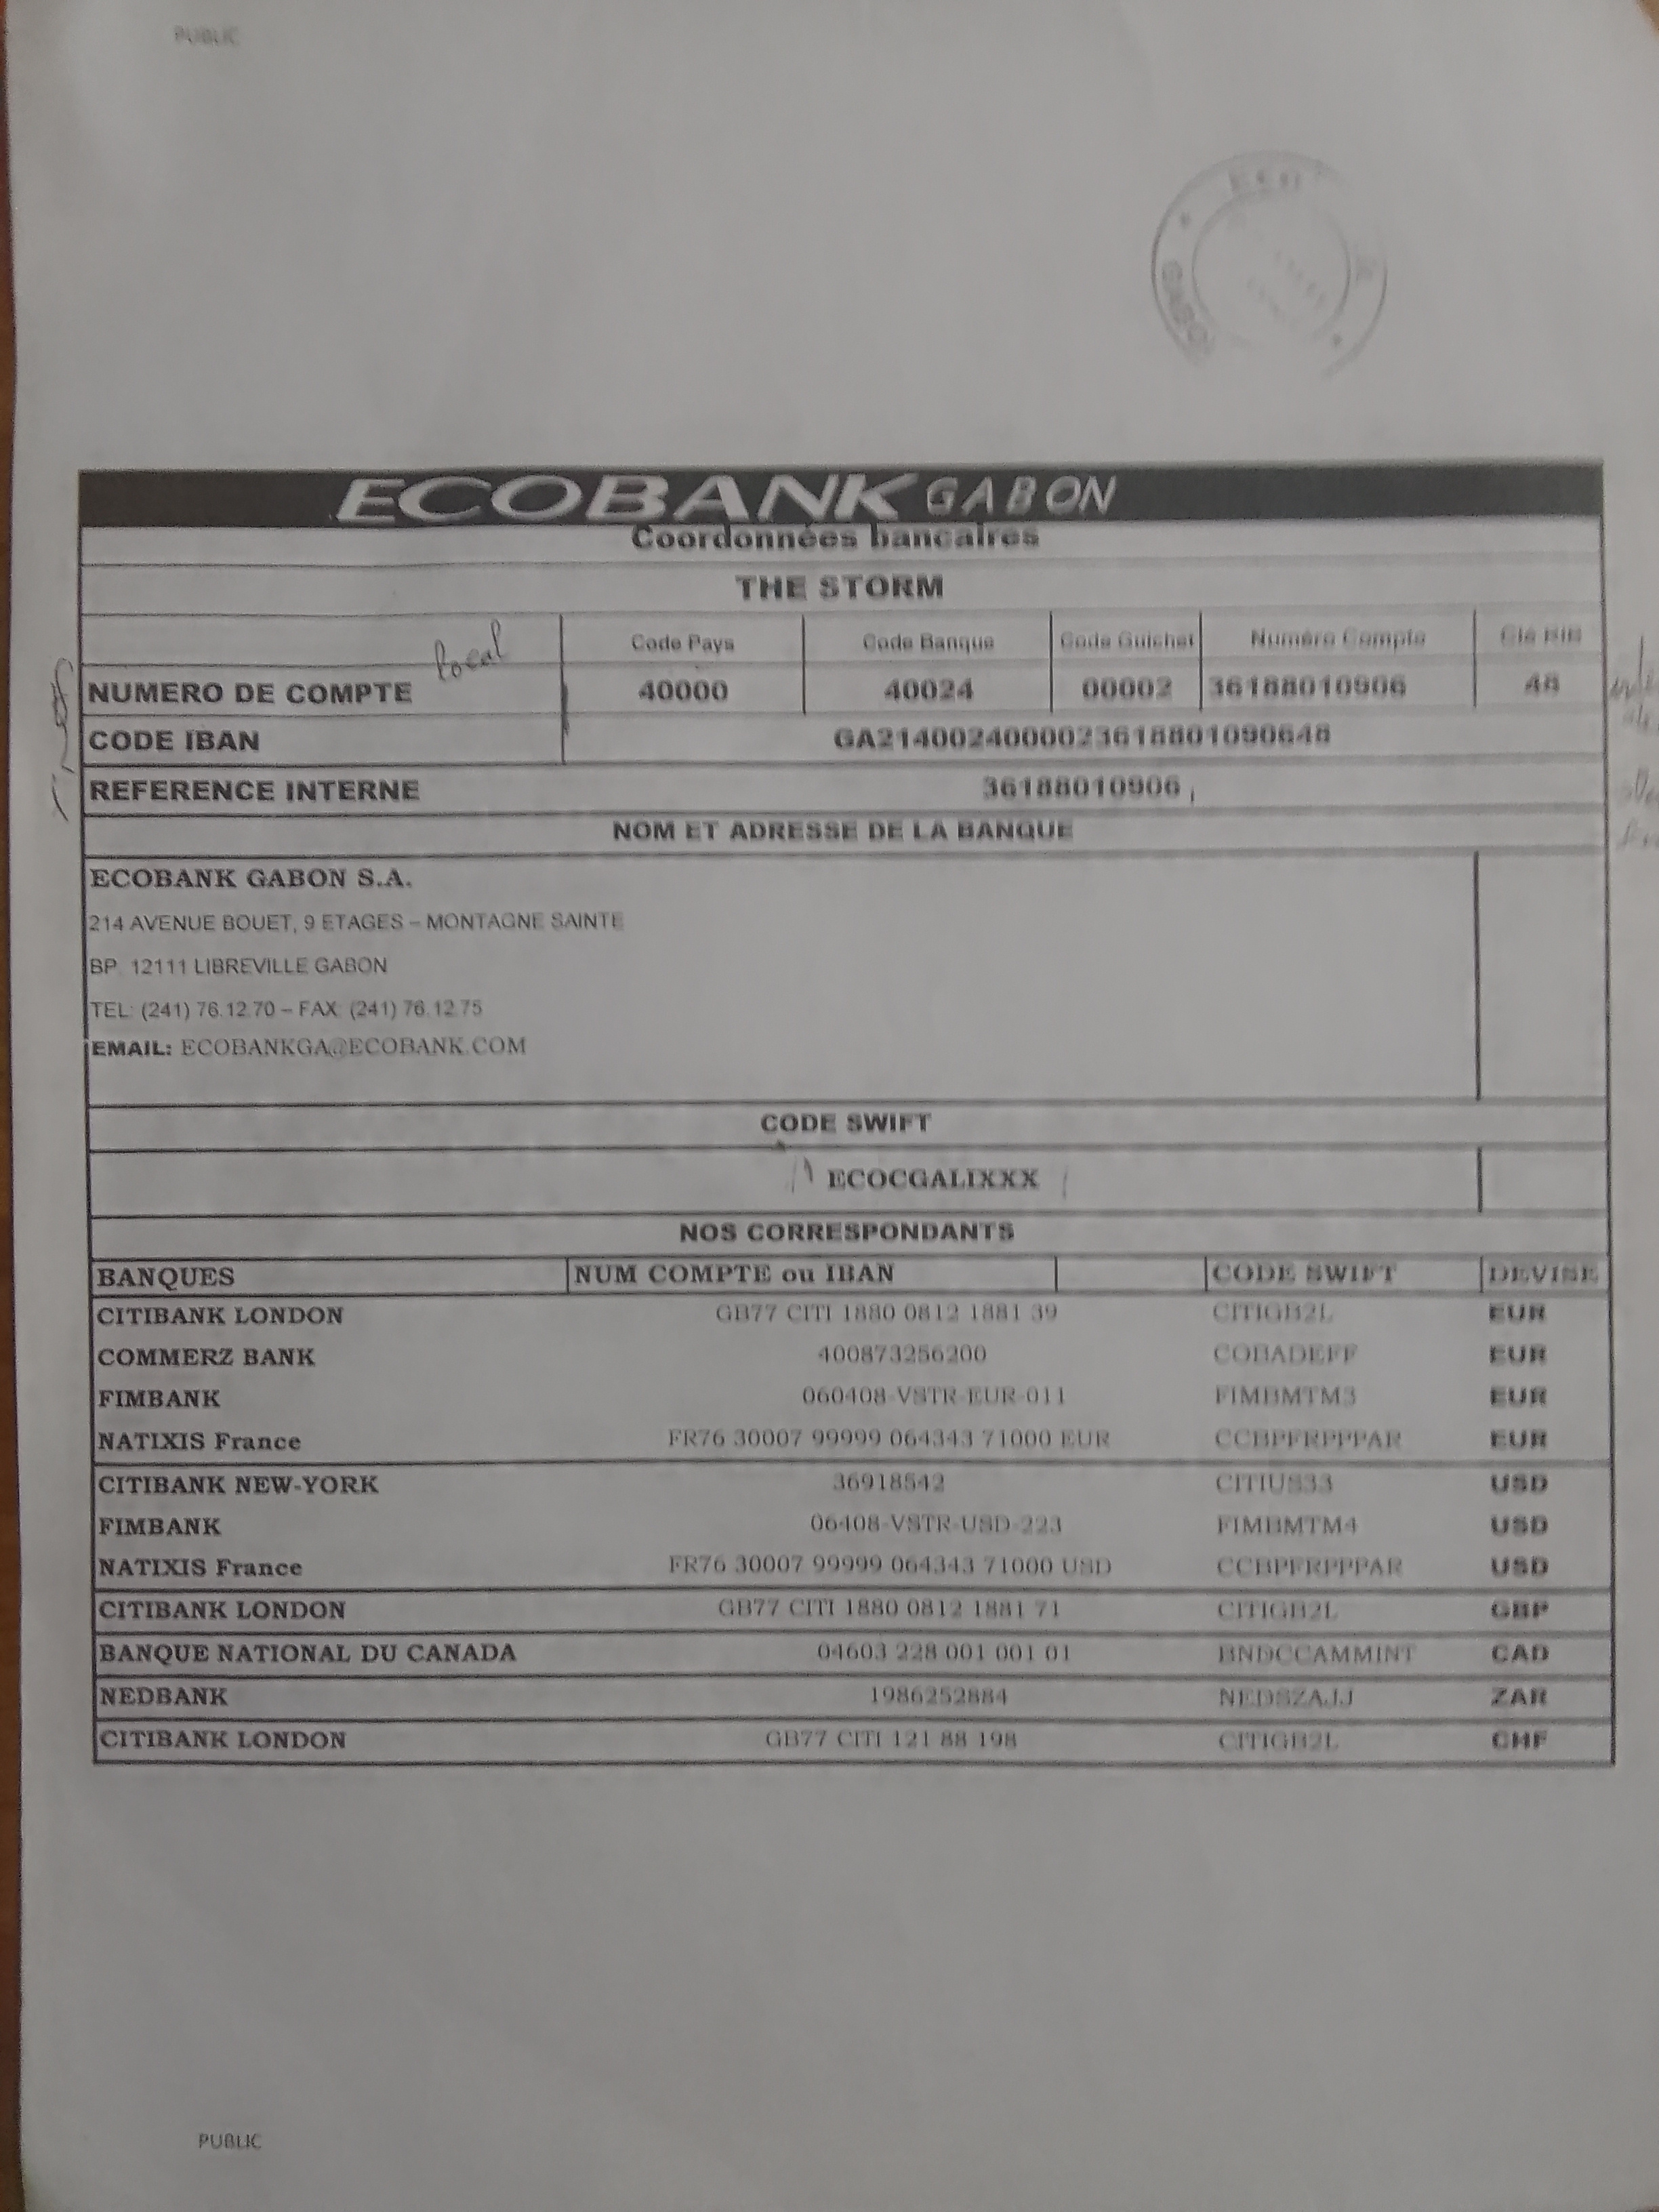 PUBLIC
GABO
ECOBANK GABON
Coordonnées bancaires
THE STORM
local
Code Pays Code Banque Code Guichet Numéro Compte Clé RIB
NUMERO DE COMPTE 40000 40024 00002 36188010906 48
CODE IBAN GA2140024000023618801090648
REFERENCE INTERNE 36188010906
NOM ET ADRESSE DE LA BANQUE
ECOBANK GABON S.A.
214 AVENUE BOUET, 9 ETAGES – MONTAGNE SAINTE
BP. 12111 LIBREVILLE GABON
TEL: (241) 76.12.70 – FAX: (241) 76.12.75
EMAIL: ECOBANKGA@ECOBANK.COM
CODE SWIFT
ECOCGALIXXX
NOS CORRESPONDANTS
BANQUES NUM COMPTE ou IBAN CODE SWIFT DEVISE
CITIBANK LONDON GB77 CITI 1880 0812 1881 39 CITIGB2L EUR
COMMERZ BANK 400873256200 COBADEFF EUR
FIMBANK 060408-VSTR-EUR-011 FIMBMTM3 EUR
NATIXIS France FR76 30007 99999 064343 71000 EUR CCBPFRPPPAR EUR
CITIBANK NEW-YORK 36918542 CITIUS33 USD
FIMBANK 06408-VSTR-USD-223 FIMBMTM4 USD
NATIXIS France FR76 30007 99999 064343 71000 USD CCBPFRPPPAR USD
CITIBANK LONDON GB77 CITI 1880 0812 1881 71 CITIGB2L GBP
BANQUE NATIONAL DU CANADA 04603 228 001 001 01 BNDCCAMMINT CAD
NEDBANK 1986252884 NEDSZAJJ ZAR
CITIBANK LONDON GB77 CITI 121 88 198 CITIGB2L CHF
PUBLIC